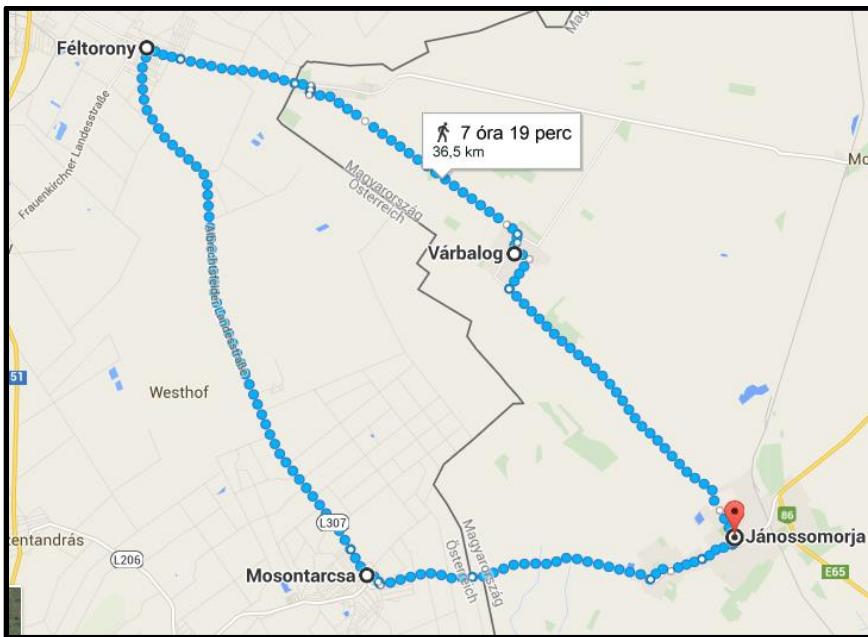 Féltorony
Frauenkirchner Landesstraße
7 óra 19 perc
36,5 km
Magyarország
Österreich
Várbalog
Albrechtsfelder Landesstraße
51
Westhof
L307
zentandrás
L206
Mosontarcsa
Magyarország
Österreich
86
Jánossomorja
E65
Mo